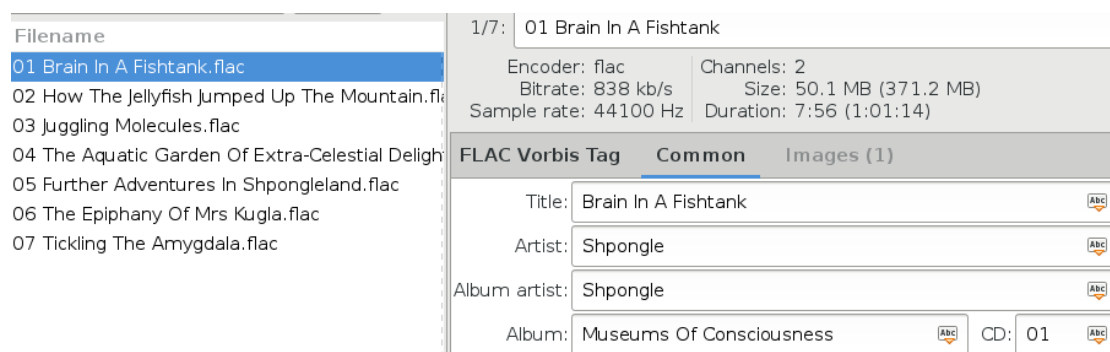 Filename
01 Brain In A Fishtank.flac
02 How The Jellyfish Jumped Up The Mountain.fla
03 Juggling Molecules.flac
04 The Aquatic Garden Of Extra-Celestial Deligh
05 Further Adventures In Shpongleland.flac
06 The Epiphany Of Mrs Kugla.flac
07 Tickling The Amygdala.flac
1/7: 01 Brain In A Fishtank
Encoder: flac Channels: 2
Bitrate: 838 kb/s Size: 50.1 MB (371.2 MB)
Sample rate: 44100 Hz Duration: 7:56 (1:01:14)
FLAC Vorbis Tag Common Images (1)
Title: Brain In A Fishtank Abc
Artist: Shpongle Abc
Album artist: Shpongle Abc
Album: Museums Of Consciousness Abc CD: 01 Abc